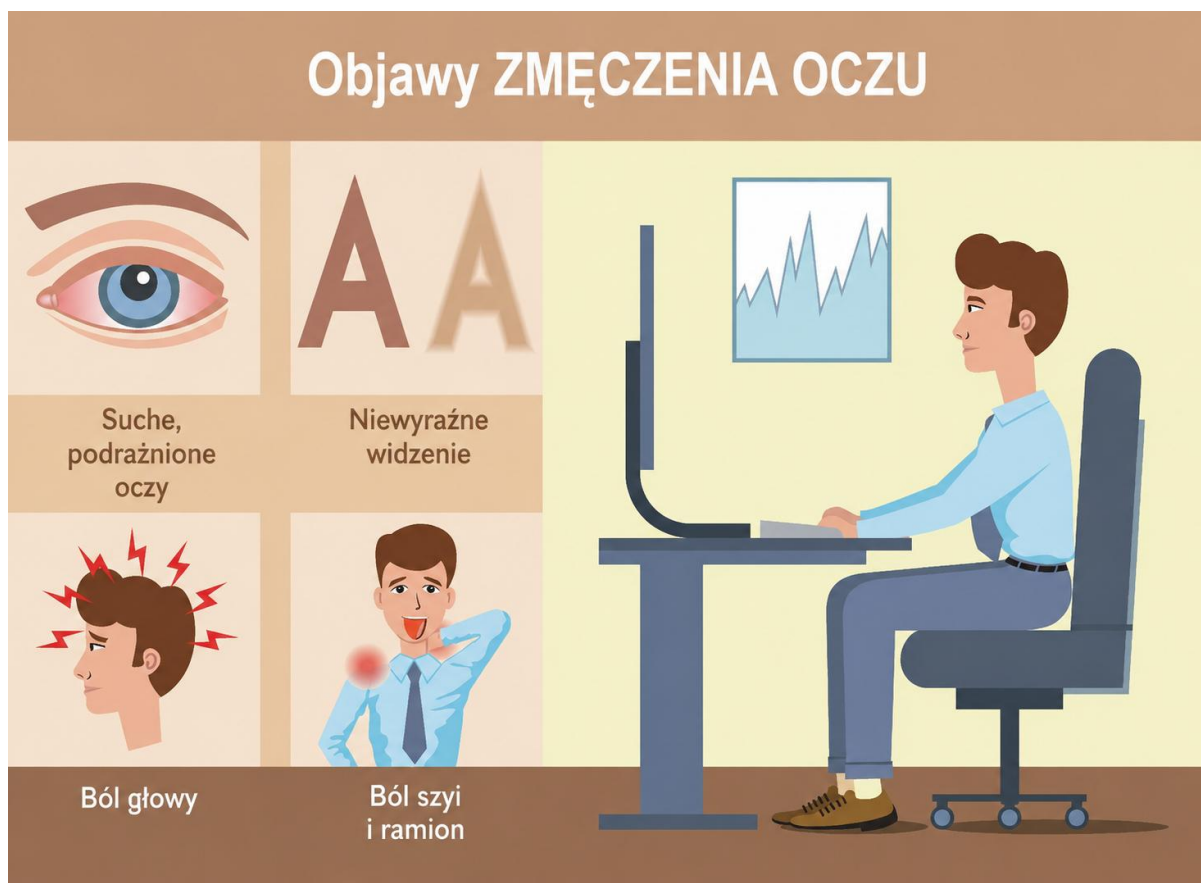 Objawy ZMĘCZENIA OCZU
Suche,
podrażnione
oczy
Niewyraźne
widzenie
Ból głowy
Ból szyi
i ramion